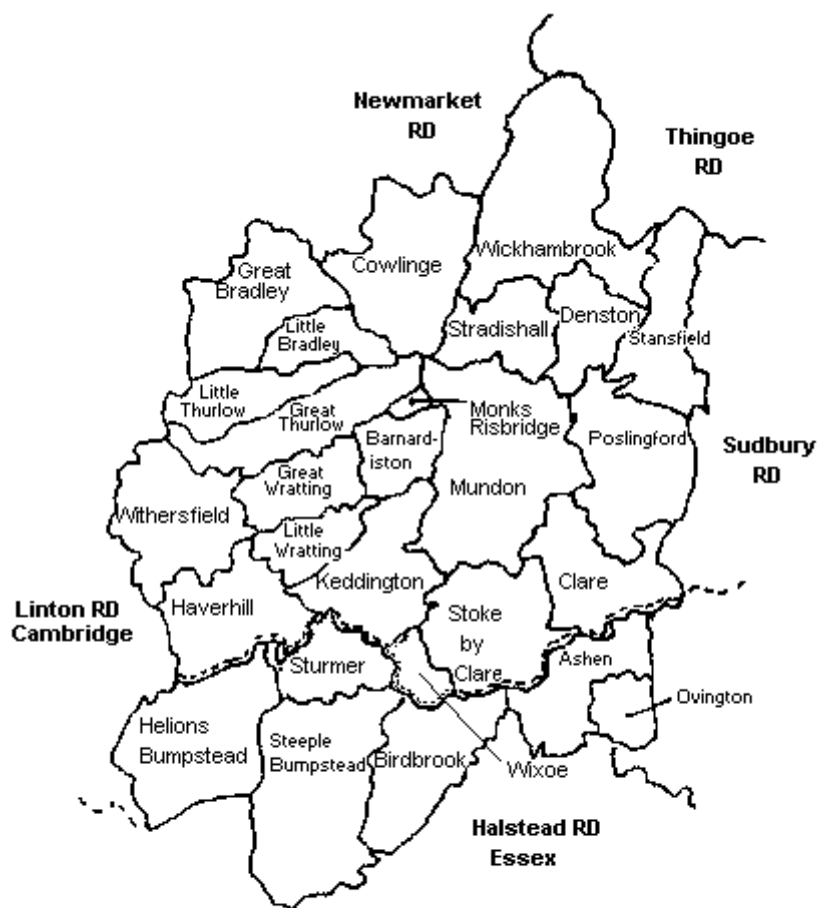 Newmarket
RD
Thingoe
RD
Wickhambrook
Cowlinge
Great
Bradley
Little
Bradley
Stradishall
Denston
Stansfield
Little
Thurlow
Great
Thurlow
Monks
Risbridge
Barnard-
iston
Poslingford
Sudbury
RD
Great
Wratting
Mundon
Withersfield
Little
Wratting
Keddington
Clare
Linton RD
Cambridge
Haverhill
Stoke
by
Clare
Sturmer
Ashen
Ovington
Helions
Bumpstead
Steeple
Bumpstead
Birdbrook
Wixoe
Halstead RD
Essex